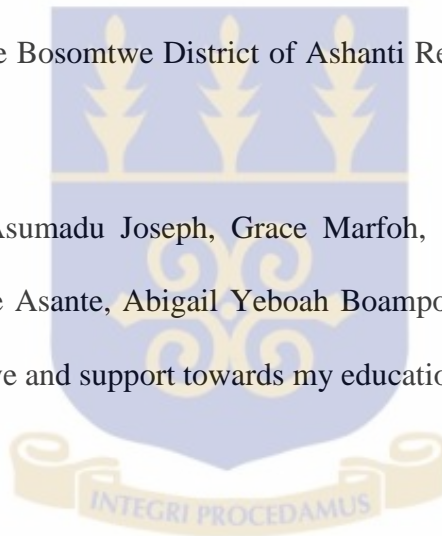 e Bosomtwe District of Ashanti Re
Asumadu Joseph, Grace Marfoh,
e Asante, Abigail Yeboah Boampo
ve and support towards my educatio
INTEGRI PROCEDAMUS